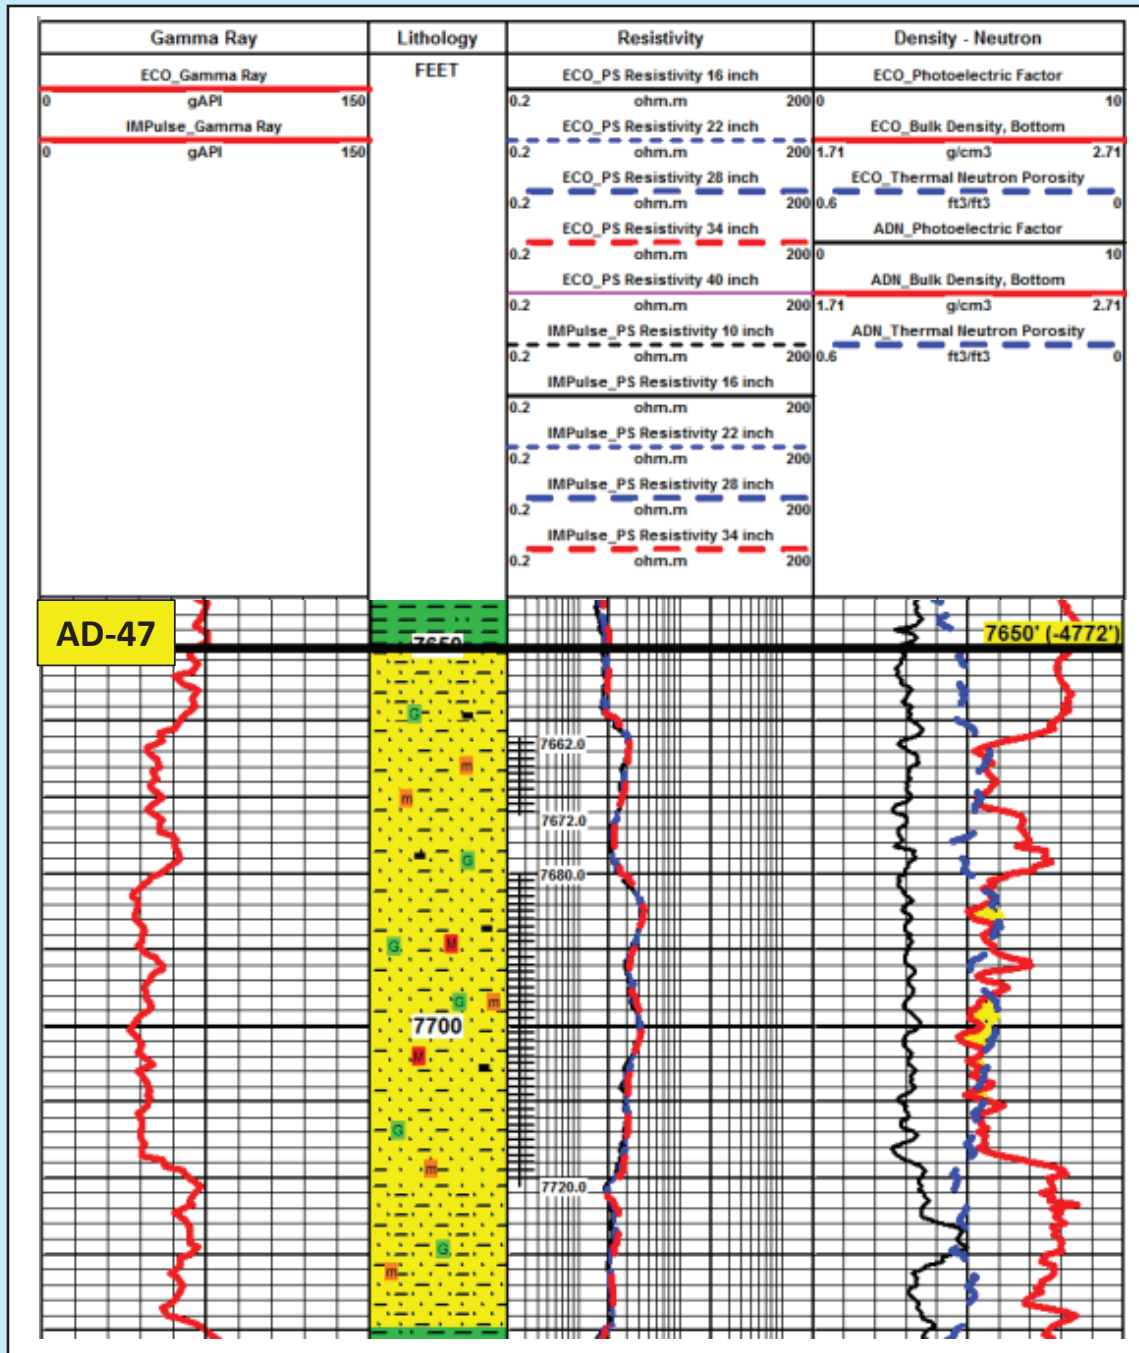 Gamma Ray
Lithology
Resistivity
Density - Neutron
ECO_Gamma Ray
0 gAPI 150
IMPulse_Gamma Ray
0 gAPI 150
FEET
ECO_PS Resistivity 16 inch
0.2 ohm.m 200
ECO_PS Resistivity 22 inch
0.2 ohm.m 200
ECO_PS Resistivity 28 inch
0.2 ohm.m 200
ECO_PS Resistivity 34 inch
0.2 ohm.m 200
ECO_PS Resistivity 40 inch
0.2 ohm.m 200
IMPulse_PS Resistivity 10 inch
0.2 ohm.m 200
IMPulse_PS Resistivity 16 inch
0.2 ohm.m 200
IMPulse_PS Resistivity 22 inch
0.2 ohm.m 200
IMPulse_PS Resistivity 28 inch
0.2 ohm.m 200
IMPulse_PS Resistivity 34 inch
0.2 ohm.m 200
ECO_Photoelectric Factor
0 10
ECO_Bulk Density, Bottom
1.71 g/cm3 2.71
ECO_Thermal Neutron Porosity
0.6 ft3/ft3 0
ADN_Photoelectric Factor
0 10
ADN_Bulk Density, Bottom
1.71 g/cm3 2.71
ADN_Thermal Neutron Porosity
0.6 ft3/ft3 0
AD-47
7650
7650' (-4772')
G
7662.0
m
m
7672.0
G
7680.0
G M
G m
7700
M
G
m
7720.0
G
m